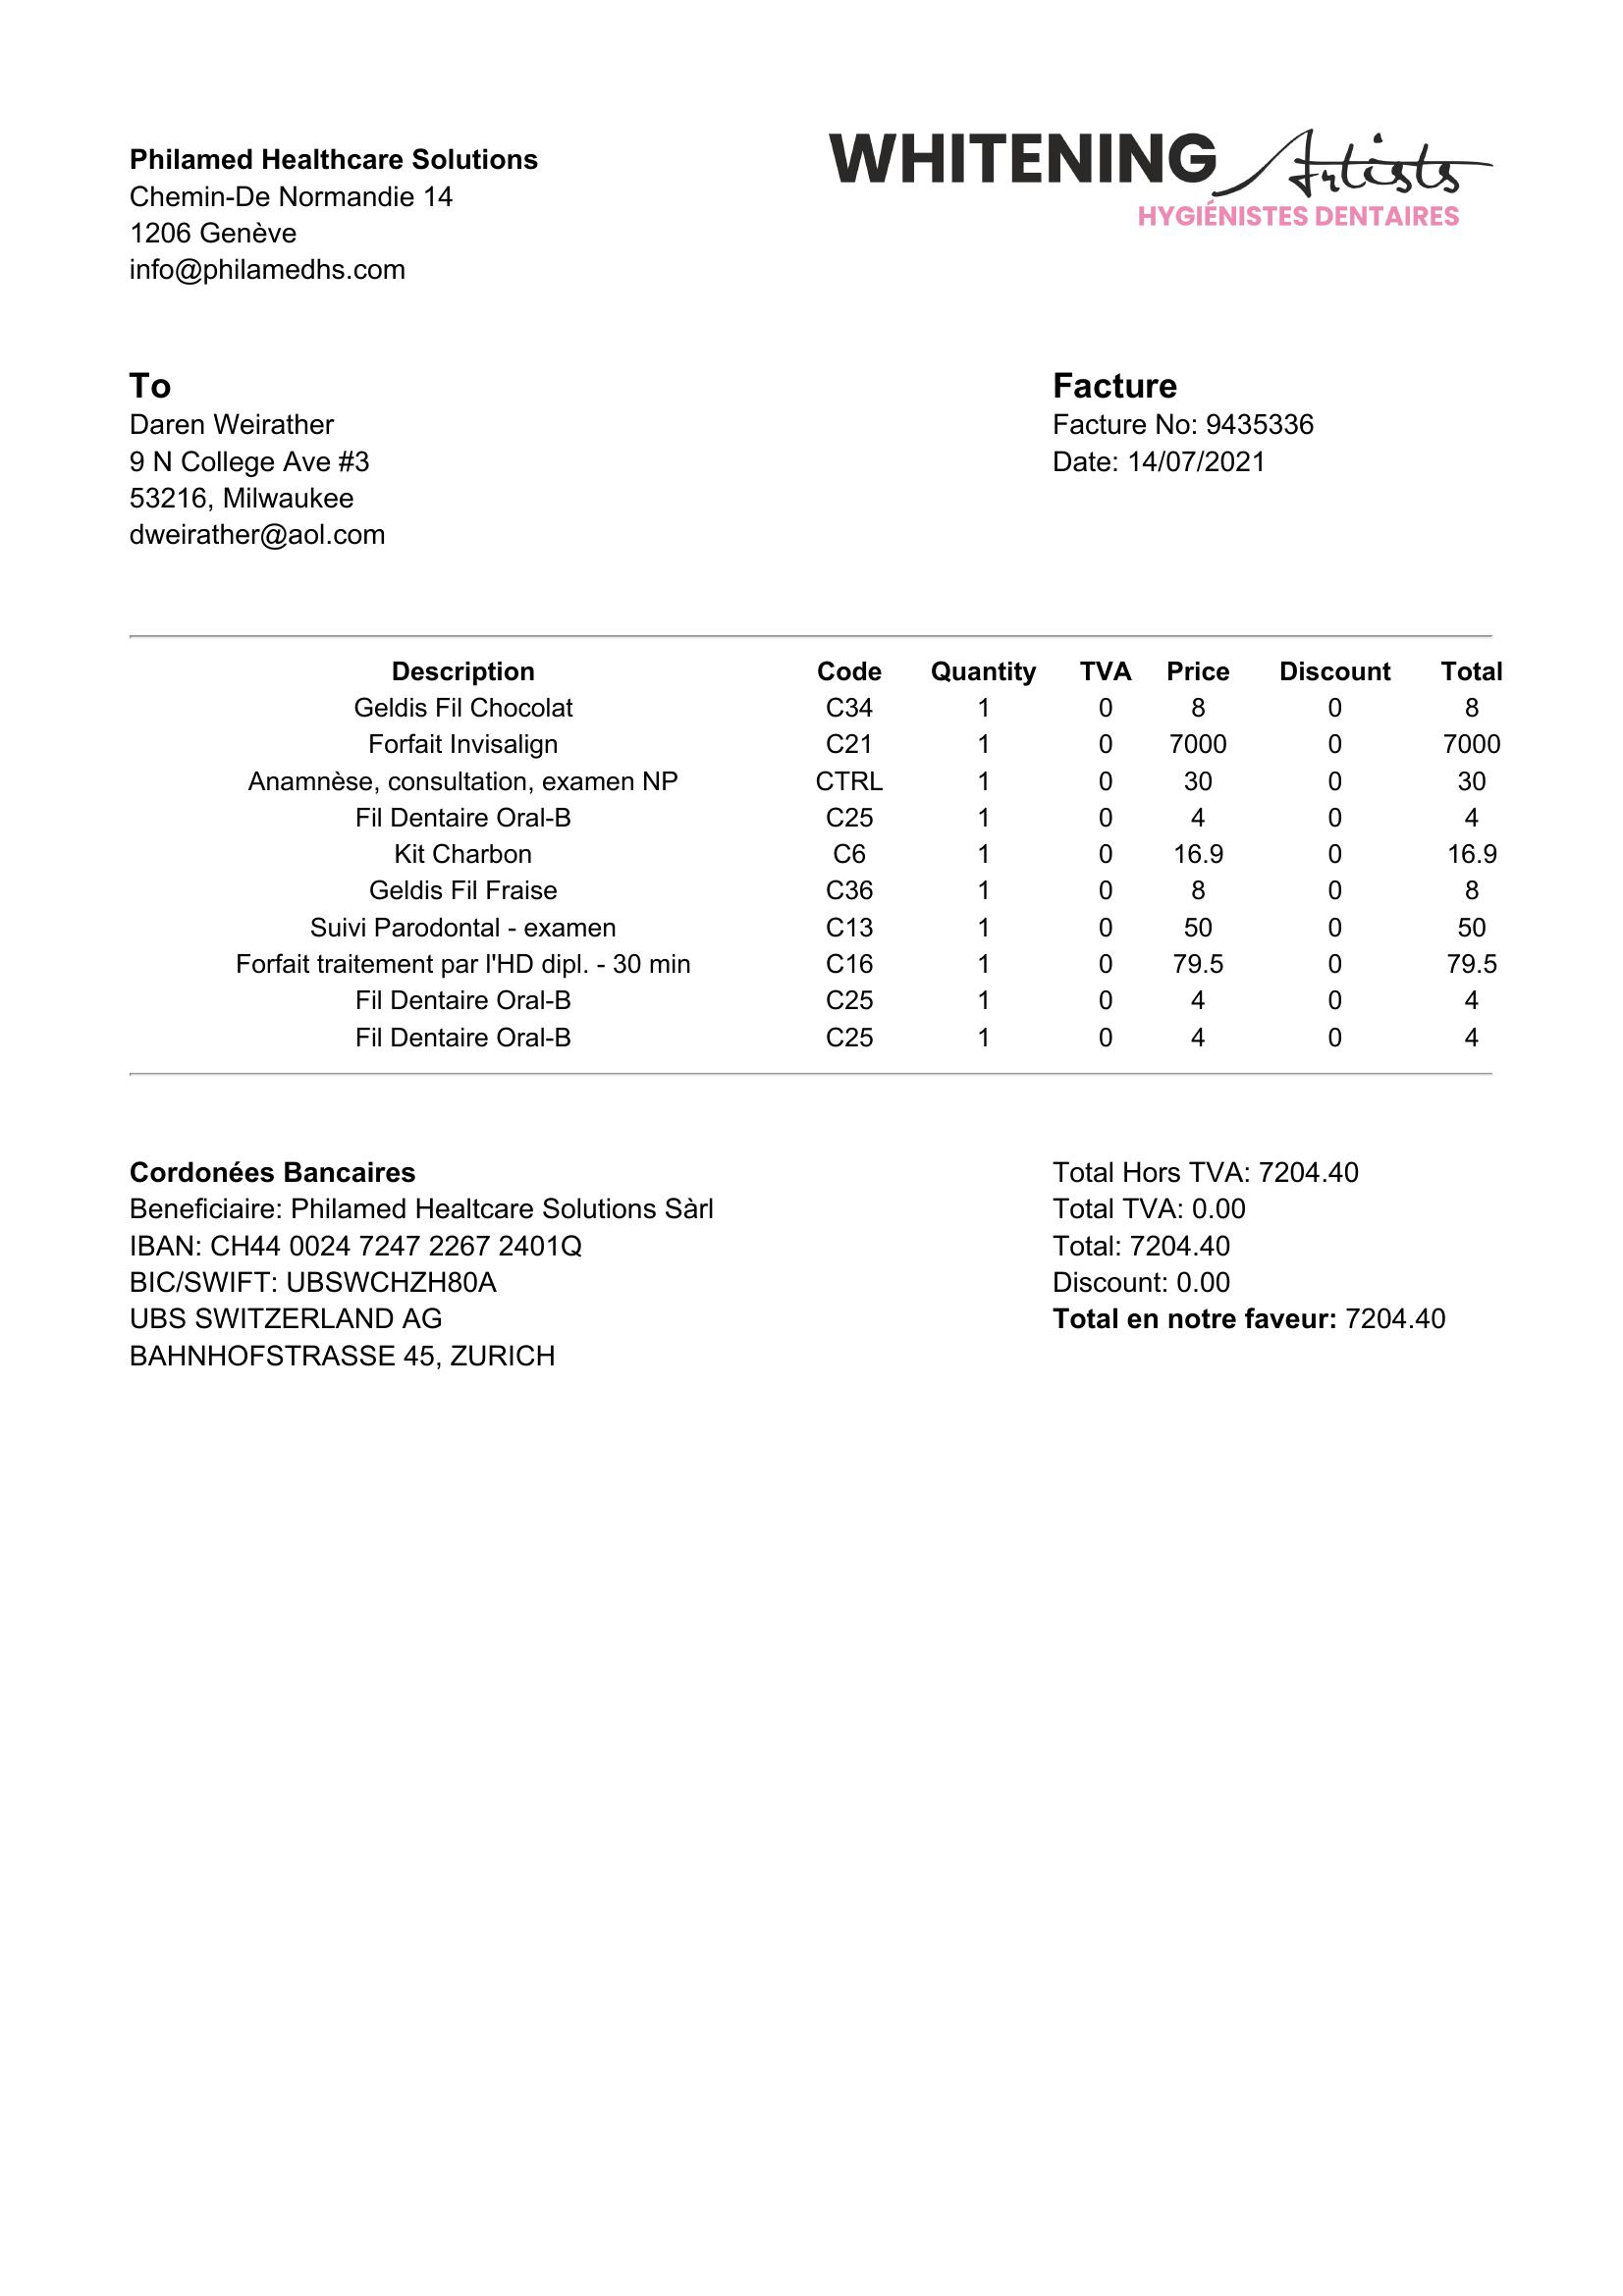 Philamed Healthcare Solutions
Chemin-De Normandie 14
1206 Genève
info@philamedhs.com
WHITENING Artists
HYGIÉNISTES DENTAIRES
To
Daren Weirather
9 N College Ave #3
53216, Milwaukee
dweirather@aol.com
Facture
Facture No: 9435336
Date: 14/07/2021
Description Code Quantity TVA Price Discount Total
Geldis Fil Chocolat C34 1 0 8 0 8
Forfait Invisalign C21 1 0 7000 0 7000
Anamnèse, consultation, examen NP CTRL 1 0 30 0 30
Fil Dentaire Oral-B C25 1 0 4 0 4
Kit Charbon C6 1 0 16.9 0 16.9
Geldis Fil Fraise C36 1 0 8 0 8
Suivi Parodontal - examen C13 1 0 50 0 50
Forfait traitement par l'HD dipl. - 30 min C16 1 0 79.5 0 79.5
Fil Dentaire Oral-B C25 1 0 4 0 4
Fil Dentaire Oral-B C25 1 0 4 0 4
Cordonées Bancaires
Beneficiaire: Philamed Healtcare Solutions Sàrl
IBAN: CH44 0024 7247 2267 2401Q
BIC/SWIFT: UBSWCHZH80A
UBS SWITZERLAND AG
BAHNHOFSTRASSE 45, ZURICH
Total Hors TVA: 7204.40
Total TVA: 0.00
Total: 7204.40
Discount: 0.00
Total en notre faveur: 7204.40